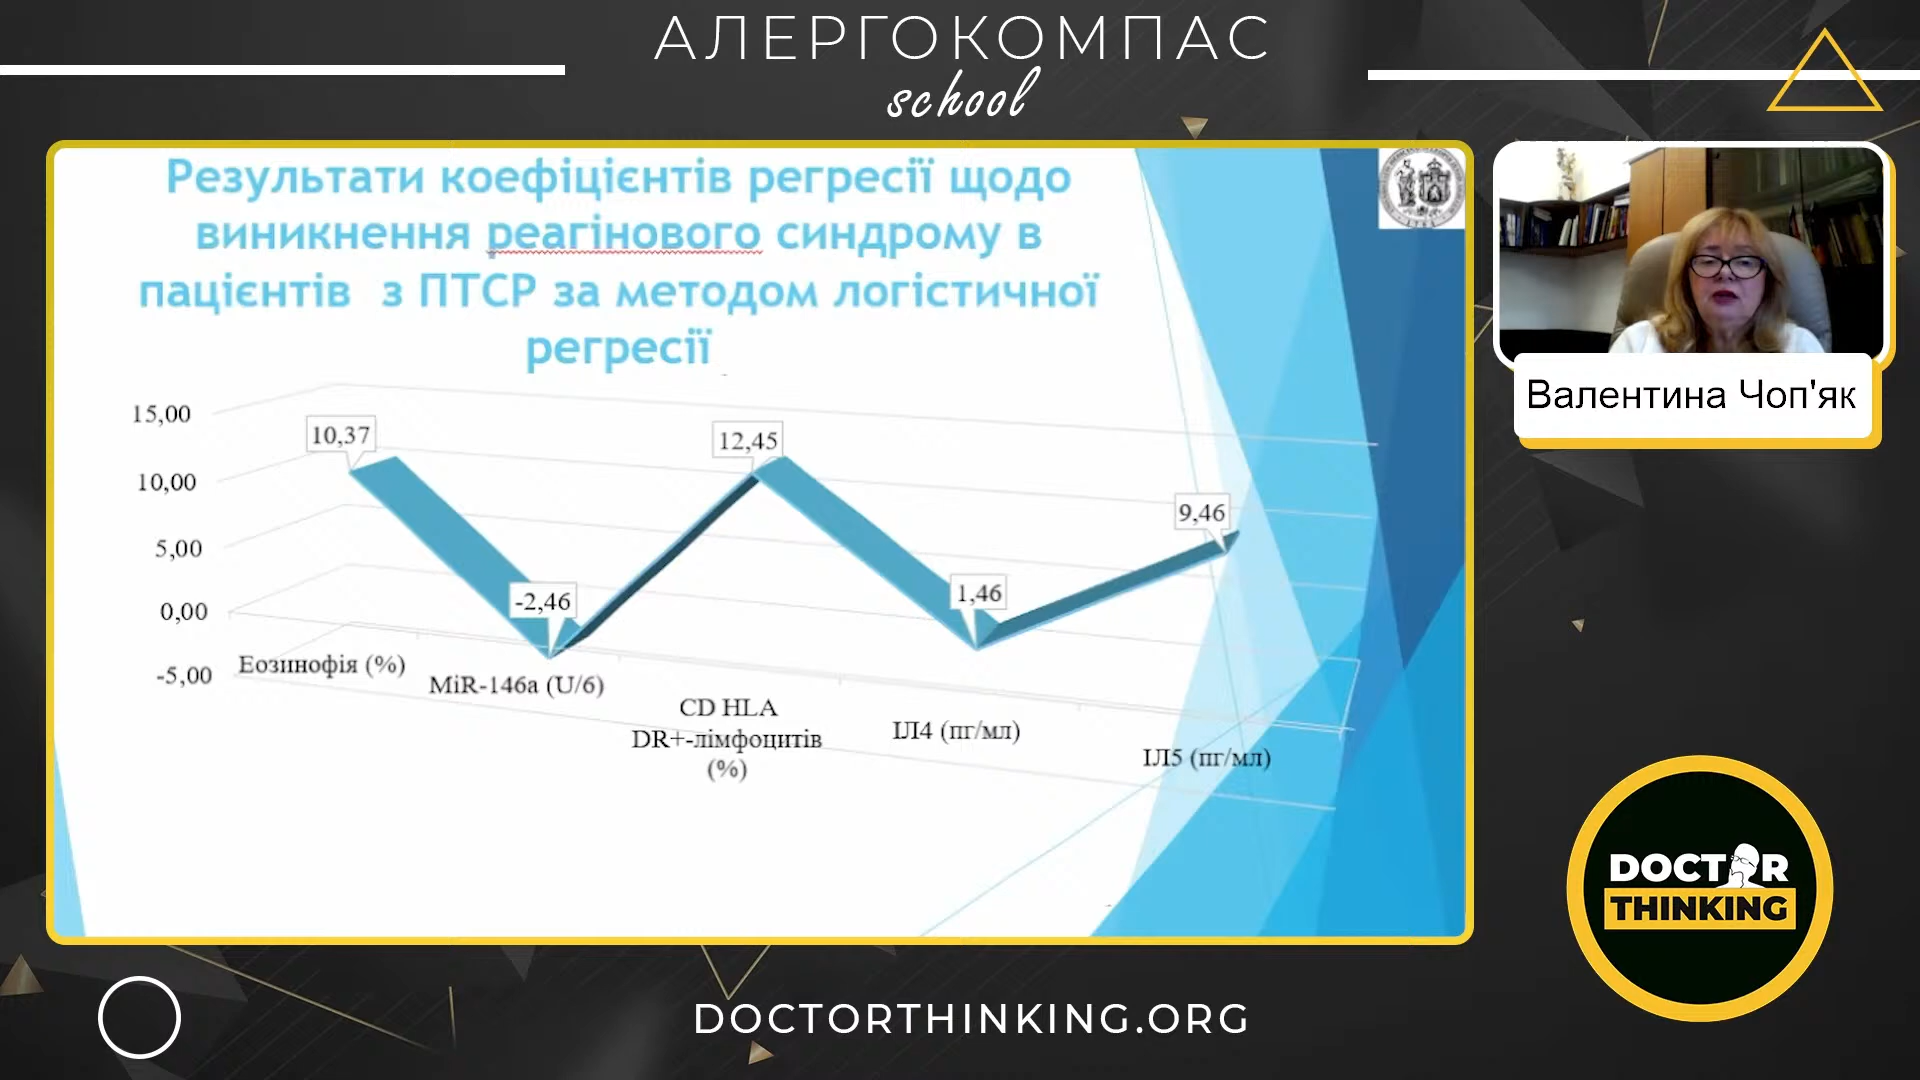 АЛЕРГОКОМПАС
school
Результати коефіцієнтів регресії щодо
виникнення реагінового синдрому в
пацієнтів з ПТСР за методом логістичної
регресії
15,00
10,00
5,00
0,00
-5,00
10,37
-2,46
12,45
1,46
9,46
Еозинофія (%)
MiR-146a (U/6)
CD HLA
DR+-лімфоцитів
(%)
ІЛ4 (пг/мл)
ІЛ5 (пг/мл)
Валентина Чоп'як
DOCTOR
THINKING
DOCTORTHINKING.ORG